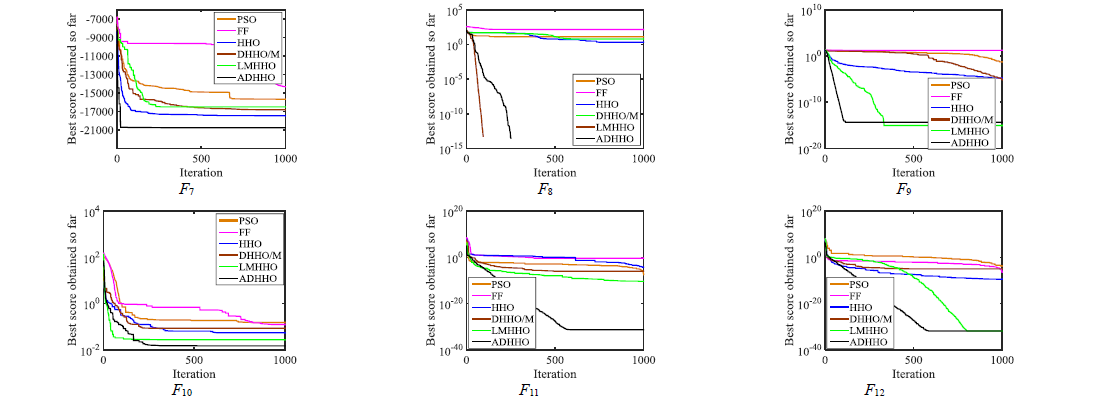 Best score obtained so far
-7000
-9000
-11000
-13000
-15000
-17000
-19000
-21000
PSO
FF
HHO
DHHO/M
LMHHO
ADHHO
0
500
1000
Iteration
F7
Best score obtained so far
10^5
10^0
10^-5
10^-10
10^-15
PSO
FF
HHO
DHHO/M
LMHHO
ADHHO
0
500
1000
Iteration
F8
Best score obtained so far
10^10
10^0
10^-10
10^-20
PSO
FF
HHO
DHHO/M
LMHHO
ADHHO
0
500
1000
Iteration
F9
Best score obtained so far
10^4
10^2
10^0
10^-2
PSO
FF
HHO
DHHO/M
LMHHO
ADHHO
0
500
1000
Iteration
F10
Best score obtained so far
10^20
10^0
10^-20
10^-40
PSO
FF
HHO
DHHO/M
LMHHO
ADHHO
0
500
1000
Iteration
F11
Best score obtained so far
10^20
10^0
10^-20
10^-40
PSO
FF
HHO
DHHO/M
LMHHO
ADHHO
0
500
1000
Iteration
F12